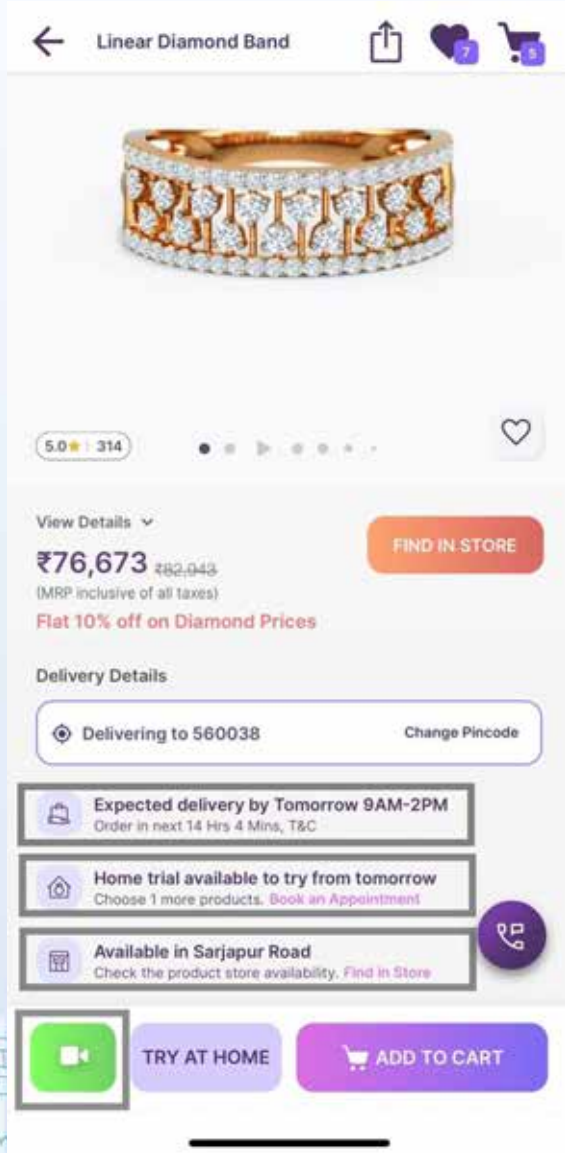 Linear Diamond Band
7
5
5.0★ 314
View Details
₹76,673 ₹82,943
FIND IN STORE
(MRP inclusive of all taxes)
Flat 10% off on Diamond Prices
Delivery Details
Delivering to 560038 Change Pincode
Expected delivery by Tomorrow 9AM-2PM
Order in next 14 Hrs 4 Mins, T&C
Home trial available to try from tomorrow
Choose 1 more products. Book an Appointment
Available in Sarjapur Road
Check the product store availability. Find in Store
TRY AT HOME
ADD TO CART